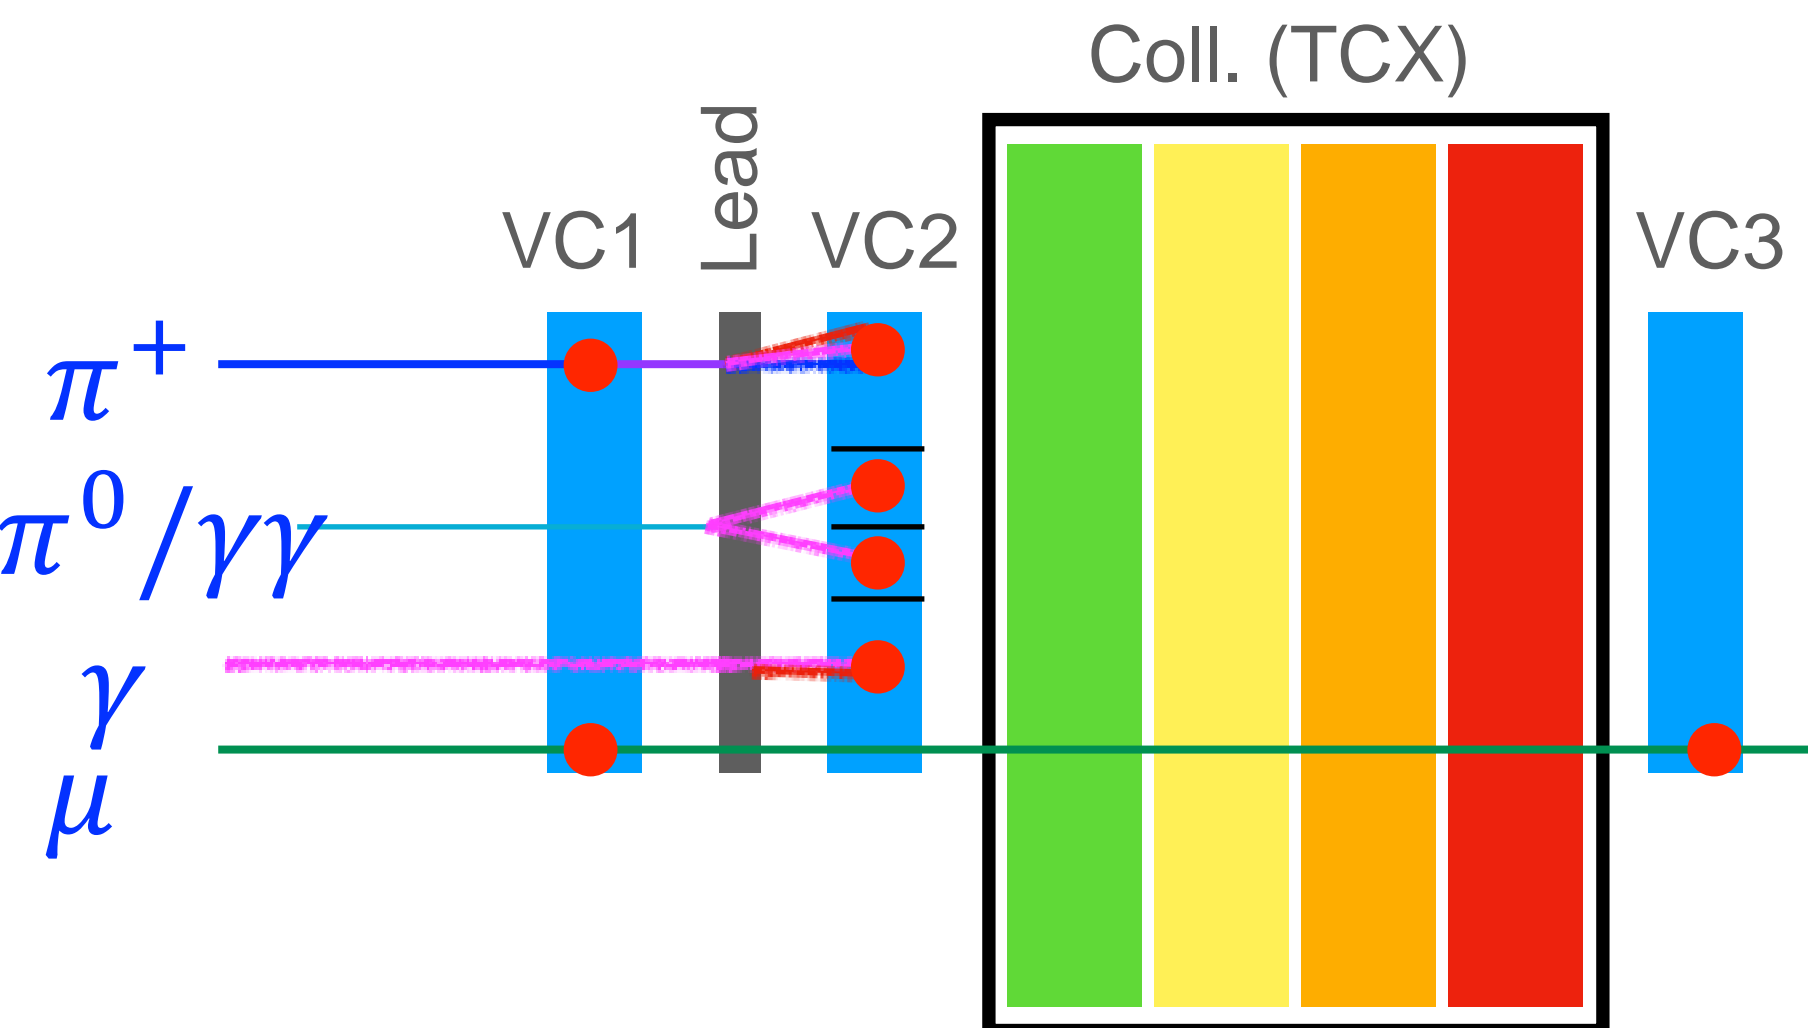 Coll. (TCX)
Lead
VC1
VC2
VC3
π⁺
π⁰/γγ
γ
μ